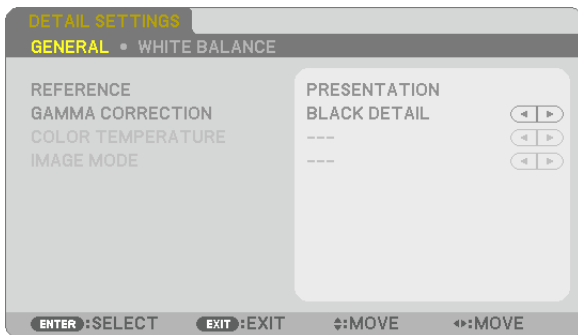 DETAIL SETTINGS
GENERAL • WHITE BALANCE
REFERENCE PRESENTATION
GAMMA CORRECTION BLACK DETAIL
COLOR TEMPERATURE ---
IMAGE MODE ---
ENTER :SELECT EXIT :EXIT :MOVE :MOVE